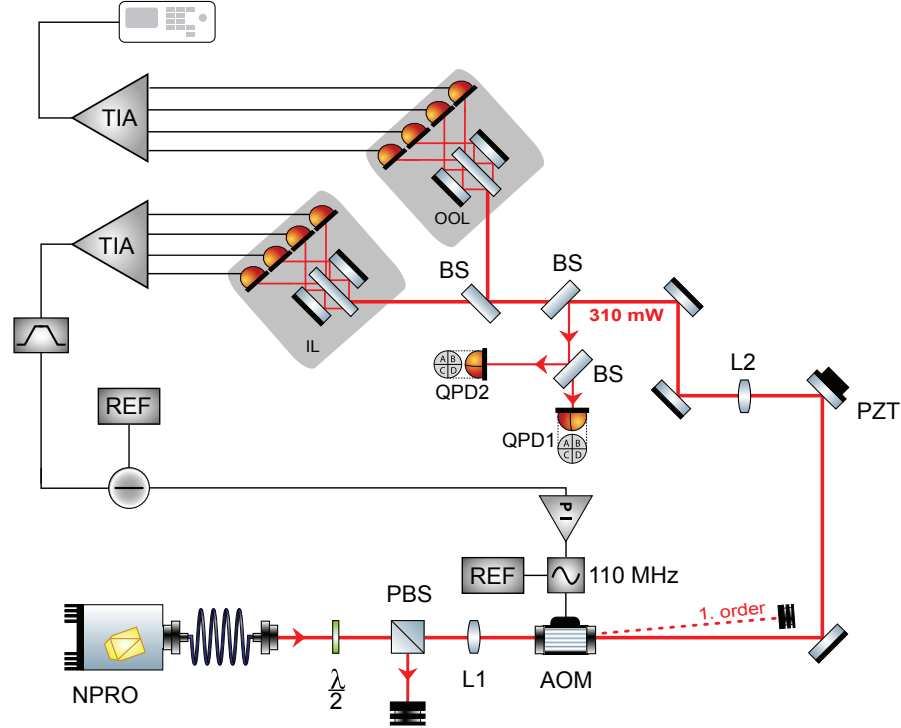 TIA
OOL
TIA
BS
BS
310 mW
IL
BS
L2
A B
C D
QPD2
PZT
REF
QPD1
A B
C D
P I
REF
110 MHz
PBS
1. order
NPRO
λ
2
L1
AOM